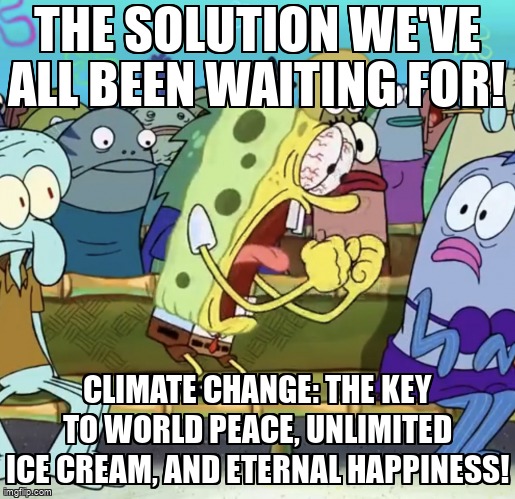 THE SOLUTION WE'VE
ALL BEEN WAITING FOR!
CLIMATE CHANGE: THE KEY
TO WORLD PEACE, UNLIMITED
ICE CREAM, AND ETERNAL HAPPINESS!
imgflip.com